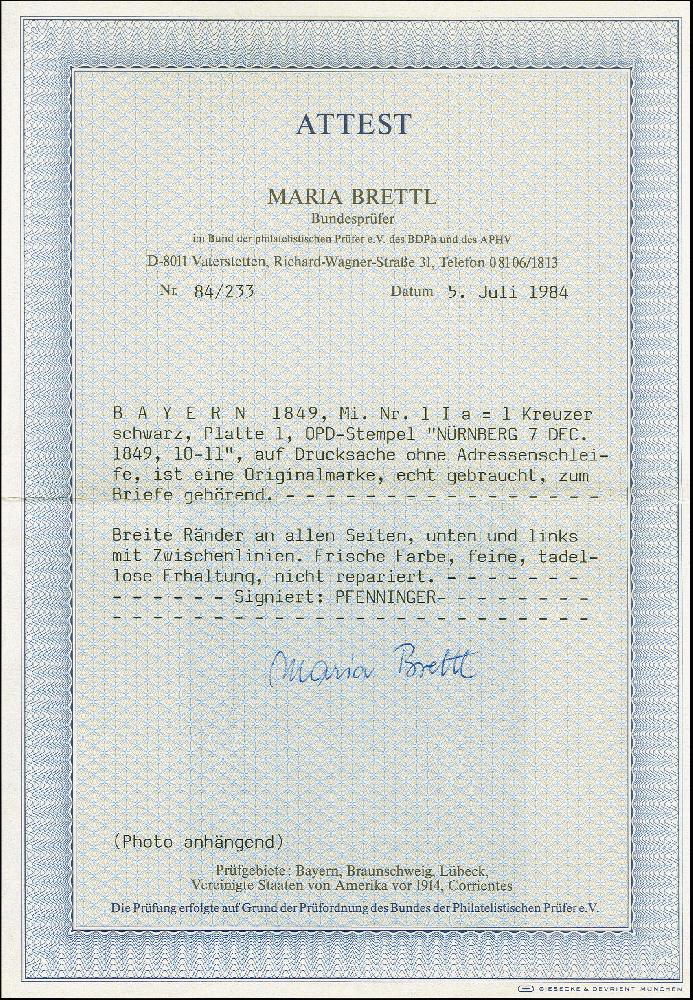 ATTEST
MARIA BRETTL
Bundesprüfer
im Bund der philatelistischen Prüfer e.V. des BDPh und des APHV
D-8011 Vaterstetten, Richard-Wagner-Straße 31, Telefon 08106/1813
Nr. 84/233 Datum 5. Juli 1984
B A Y E R N 1849, Mi. Nr. 1 I a = 1 Kreuzer
schwarz, Platte 1, OPD-Stempel "NÜRNBERG 7 DEC.
1849, 10-11", auf Drucksache ohne Adressenschlei-
fe, ist eine Originalmarke, echt gebraucht, zum
Briefe gehörend. - - - - - - - - - - - - - - - -
Breite Ränder an allen Seiten, unten und links
mit Zwischenlinien. Frische Farbe, feine, tadel-
lose Erhaltung, nicht repariert. - - - - - - -
- - - - - - Signiert: PFENNINGER- - - - - - - -
- - - - - - - - - - - - - - - - - - - - - - - -
Maria Brettl
(Photo anhängend)
Prüfgebiete: Bayern, Braunschweig, Lübeck,
Vereinigte Staaten von Amerika vor 1914, Corrientes
Die Prüfung erfolgte auf Grund der Prüfordnung des Bundes der Philatelistischen Prüfer e.V.
GIESECKE & DEVRIENT MÜNCHEN